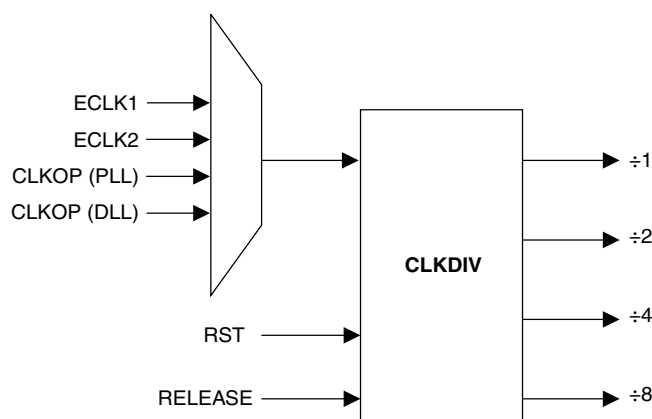 ECLK1
ECLK2
CLKOP (PLL)
CLKOP (DLL)
RST
RELEASE
CLKDIV
÷1
÷2
÷4
÷8